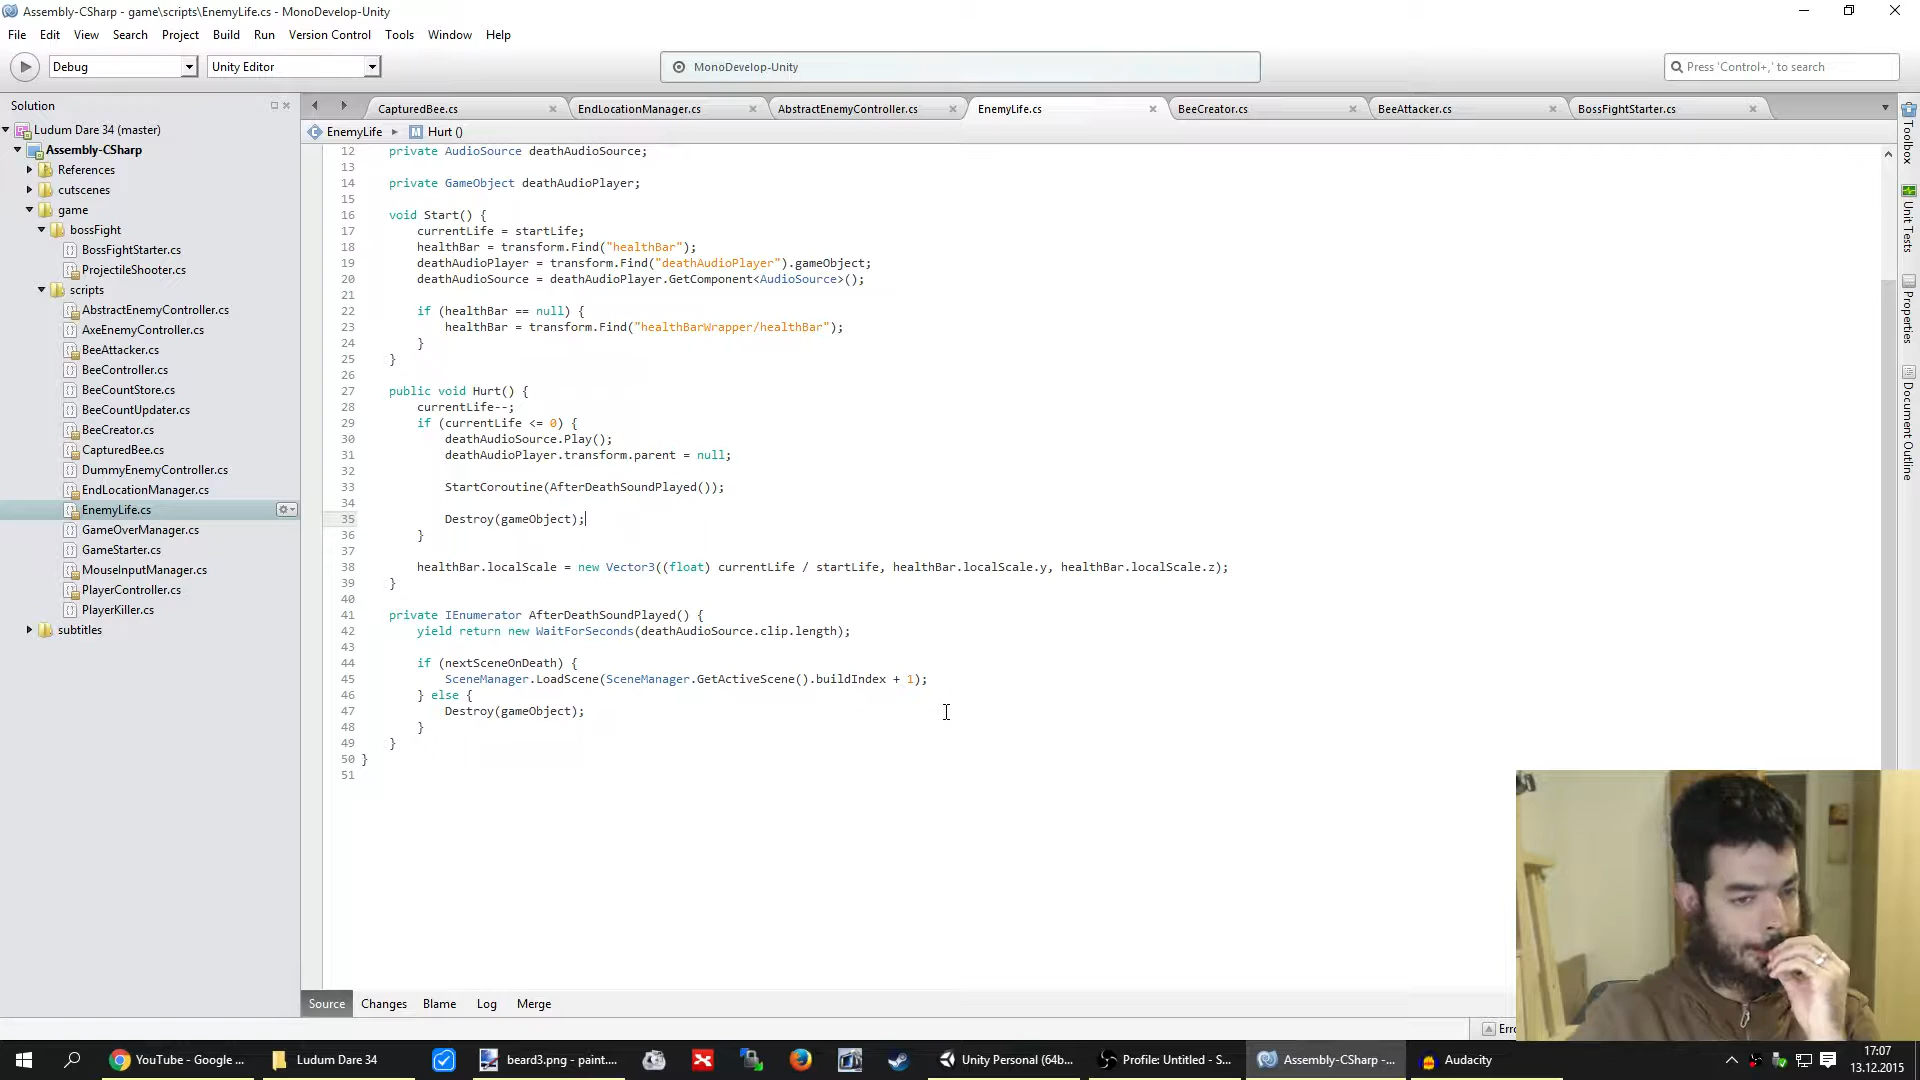 Assembly-CSharp - game\scripts\EnemyLife.cs - MonoDevelop-Unity
File Edit View Search Project Build Run Version Control Tools Window Help
Debug Unity Editor MonoDevelop-Unity Press 'Control+,' to search
Solution
Ludum Dare 34 (master)
Assembly-CSharp
References
cutscenes
game
bossFight
BossFightStarter.cs
ProjectileShooter.cs
scripts
AbstractEnemyController.cs
AxeEnemyController.cs
BeeAttacker.cs
BeeController.cs
BeeCountStore.cs
BeeCountUpdater.cs
BeeCreator.cs
CapturedBee.cs
DummyEnemyController.cs
EndLocationManager.cs
EnemyLife.cs
GameOverManager.cs
GameStarter.cs
MouseInputManager.cs
PlayerController.cs
PlayerKiller.cs
subtitles
CapturedBee.cs EndLocationManager.cs AbstractEnemyController.cs EnemyLife.cs BeeCreator.cs BeeAttacker.cs BossFightStarter.cs
EnemyLife Hurt ()
12 private AudioSource deathAudioSource;
13
14 private GameObject deathAudioPlayer;
15
16 void Start() {
17 currentLife = startLife;
18 healthBar = transform.Find("healthBar");
19 deathAudioPlayer = transform.Find("deathAudioPlayer").gameObject;
20 deathAudioSource = deathAudioPlayer.GetComponent<AudioSource>();
21
22 if (healthBar == null) {
23 healthBar = transform.Find("healthBarWrapper/healthBar");
24 }
25 }
26
27 public void Hurt() {
28 currentLife--;
29 if (currentLife <= 0) {
30 deathAudioSource.Play();
31 deathAudioPlayer.transform.parent = null;
32
33 StartCoroutine(AfterDeathSoundPlayed());
34
35 Destroy(gameObject);
36 }
37
38 healthBar.localScale = new Vector3((float) currentLife / startLife, healthBar.localScale.y, healthBar.localScale.z);
39 }
40
41 private IEnumerator AfterDeathSoundPlayed() {
42 yield return new WaitForSeconds(deathAudioSource.clip.length);
43
44 if (nextSceneOnDeath) {
45 SceneManager.LoadScene(SceneManager.GetActiveScene().buildIndex + 1);
46 } else {
47 Destroy(gameObject);
48 }
49 }
50 }
51
Toolbox
Unit Tests
Properties
Document Outline
Source Changes Blame Log Merge
Erro
YouTube - Google ... Ludum Dare 34 beard3.png - paint.... Unity Personal (64b... Profile: Untitled - S... Assembly-CSharp -... Audacity
17:07
13.12.2015